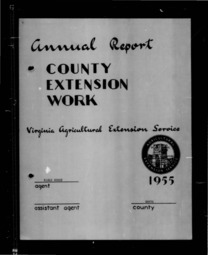 Annual Report
COUNTY
EXTENSION
WORK
Virginia Agricultural Extension Service
1955
agent
assistant agent
county